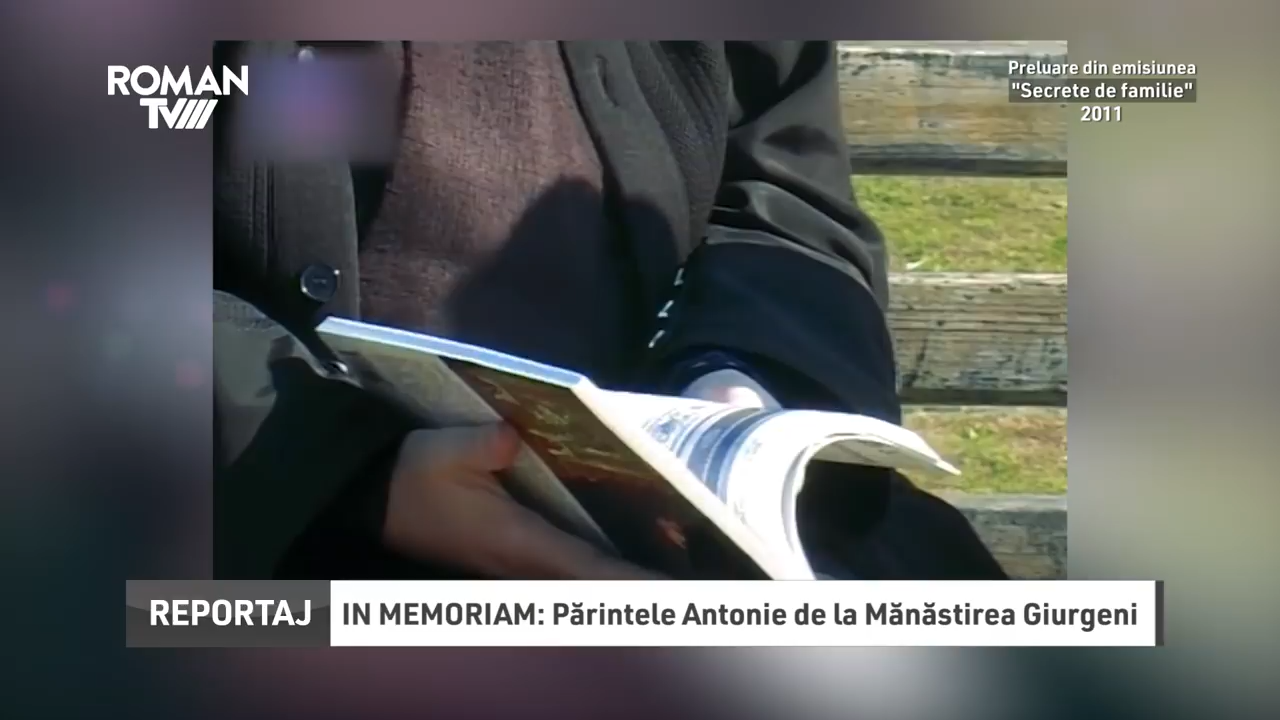 ROMAN
TV
Preluare din emisiunea
"Secrete de familie"
2011
REPORTAJ
IN MEMORIAM: Părintele Antonie de la Mănăstirea Giurgeni